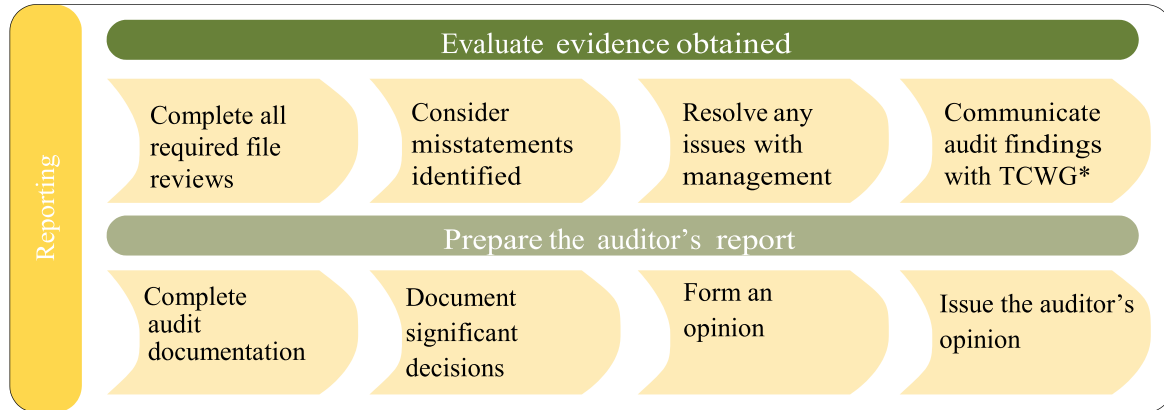 Reporting
Evaluate evidence obtained
Complete all
required file
reviews
Consider
misstatements
identified
Resolve any
issues with
management
Communicate
audit findings
with TCWG*
Prepare the auditor’s report
Complete
audit
documentation
Document
significant
decisions
Form an
opinion
Issue the auditor’s
opinion